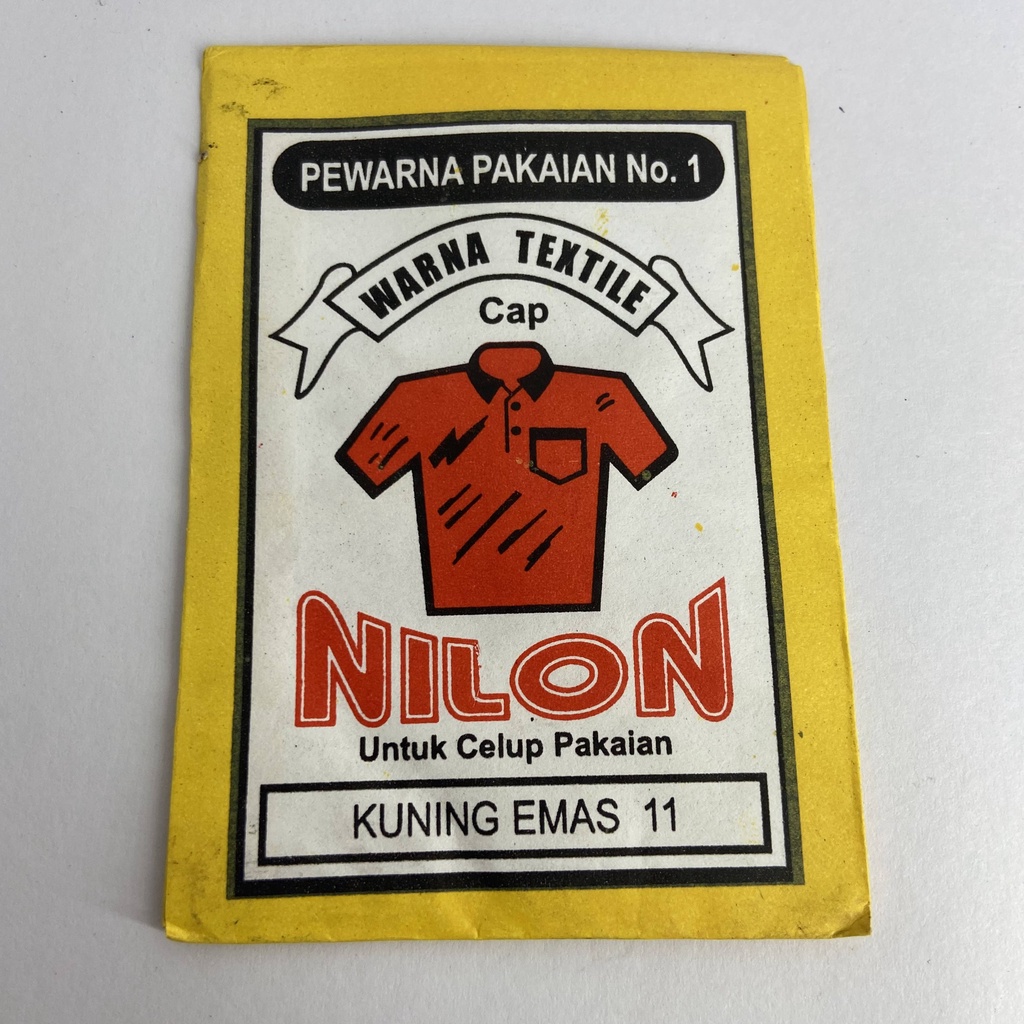 PEWARNA PAKAIAN No. 1
WARNA TEXTILE
Cap
NILON
Untuk Celup Pakaian
KUNING EMAS 11